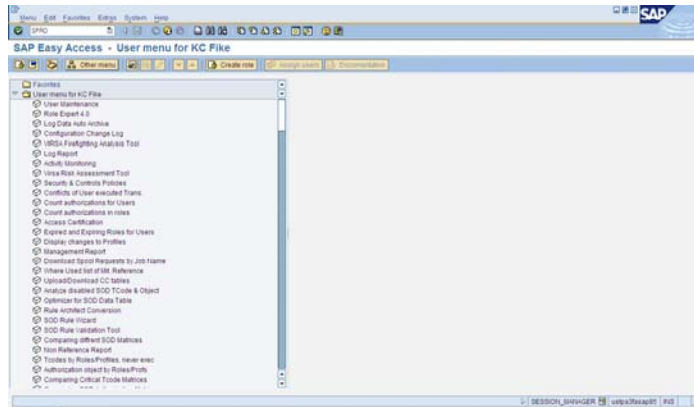 Menu Edit Favorites Extras System Help
SPRO
SAP
SAP Easy Access - User menu for KC Fike
Other menu Create role Assign users Documentation
Favorites
User menu for KC Fike
User Maintenance
Role Expert 4.0
Log Data Auto Archive
Configuration Change Log
VIRSA Firefighting Analysis Tool
Log Report
Activity Monitoring
Virsa Risk Assessment Tool
Security & Controls Policies
Conflicts of User executed Trans.
Count authorizations for Users
Count authorizations in roles
Access Certification
Expired and Expiring Roles for Users
Display changes to Profiles
Management Report
Download Spool Requests by Job Name
Where Used list of Mit. Reference
Upload/Download CC tables
Analyze disabled SOD TCode & Object
Optimizer for SOD Data Table
Rule Architect Conversion
SOD Rule Wizard
SOD Rule Validation Tool
Comparing diffrent SOD Matrices
Non Reference Report
Tcodes by Roles/Profiles, never exec
Authorization object by Roles/Profs.
Comparing Critical Tcode Matrices
SESSION_MANAGER INS